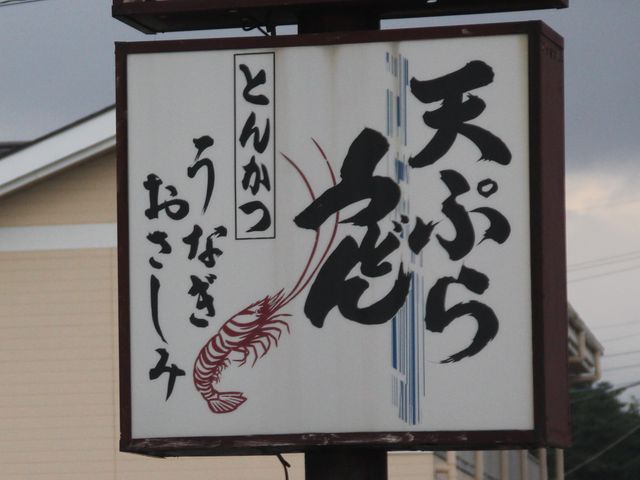 天ぷら
とんかつ
うなぎ
おさしみ